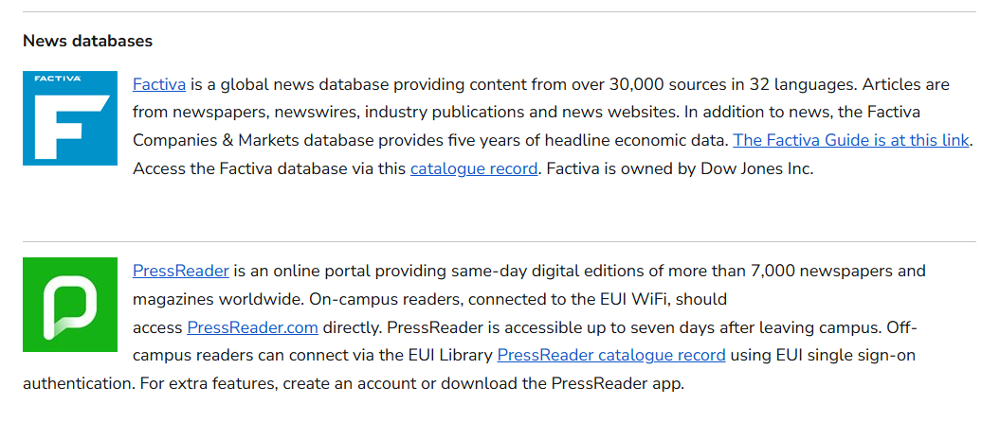 News databases
FACTIVA
Factiva is a global news database providing content from over 30,000 sources in 32 languages. Articles are
from newspapers, newswires, industry publications and news websites. In addition to news, the Factiva
Companies & Markets database provides five years of headline economic data. The Factiva Guide is at this link.
Access the Factiva database via this catalogue record. Factiva is owned by Dow Jones Inc.
PressReader is an online portal providing same-day digital editions of more than 7,000 newspapers and
magazines worldwide. On-campus readers, connected to the EUI WiFi, should
access PressReader.com directly. PressReader is accessible up to seven days after leaving campus. Off-
campus readers can connect via the EUI Library PressReader catalogue record using EUI single sign-on
authentication. For extra features, create an account or download the PressReader app.